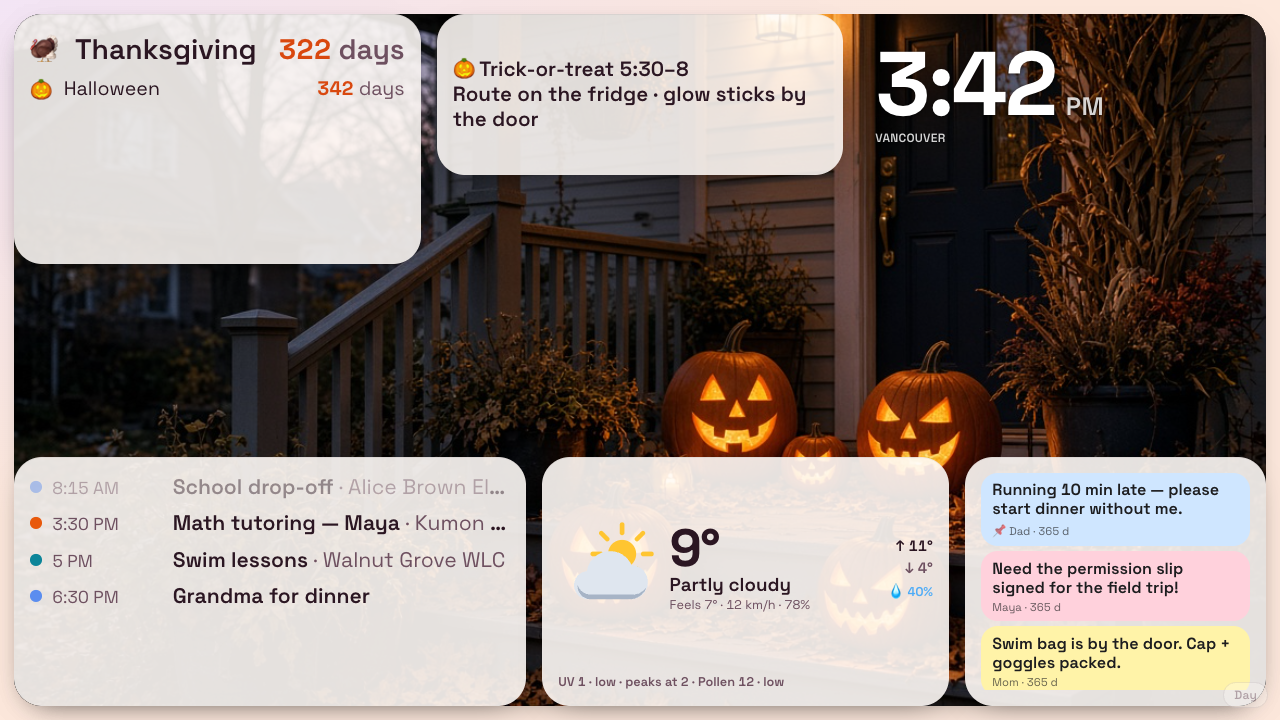 Thanksgiving 322 days
Halloween 342 days
Trick-or-treat 5:30–8
Route on the fridge · glow sticks by
the door
3:42 PM
VANCOUVER
8:15 AM School drop-off · Alice Brown El...
3:30 PM Math tutoring — Maya · Kumon ...
5 PM Swim lessons · Walnut Grove WLC
6:30 PM Grandma for dinner
9°
Partly cloudy
Feels 7° · 12 km/h · 78%
↑ 11°
↓ 4°
40%
UV 1 · low · peaks at 2 · Pollen 12 · low
Running 10 min late — please
start dinner without me.
Dad · 365 d
Need the permission slip
signed for the field trip!
Maya · 365 d
Swim bag is by the door. Cap +
goggles packed.
Mom · 365 d
Day